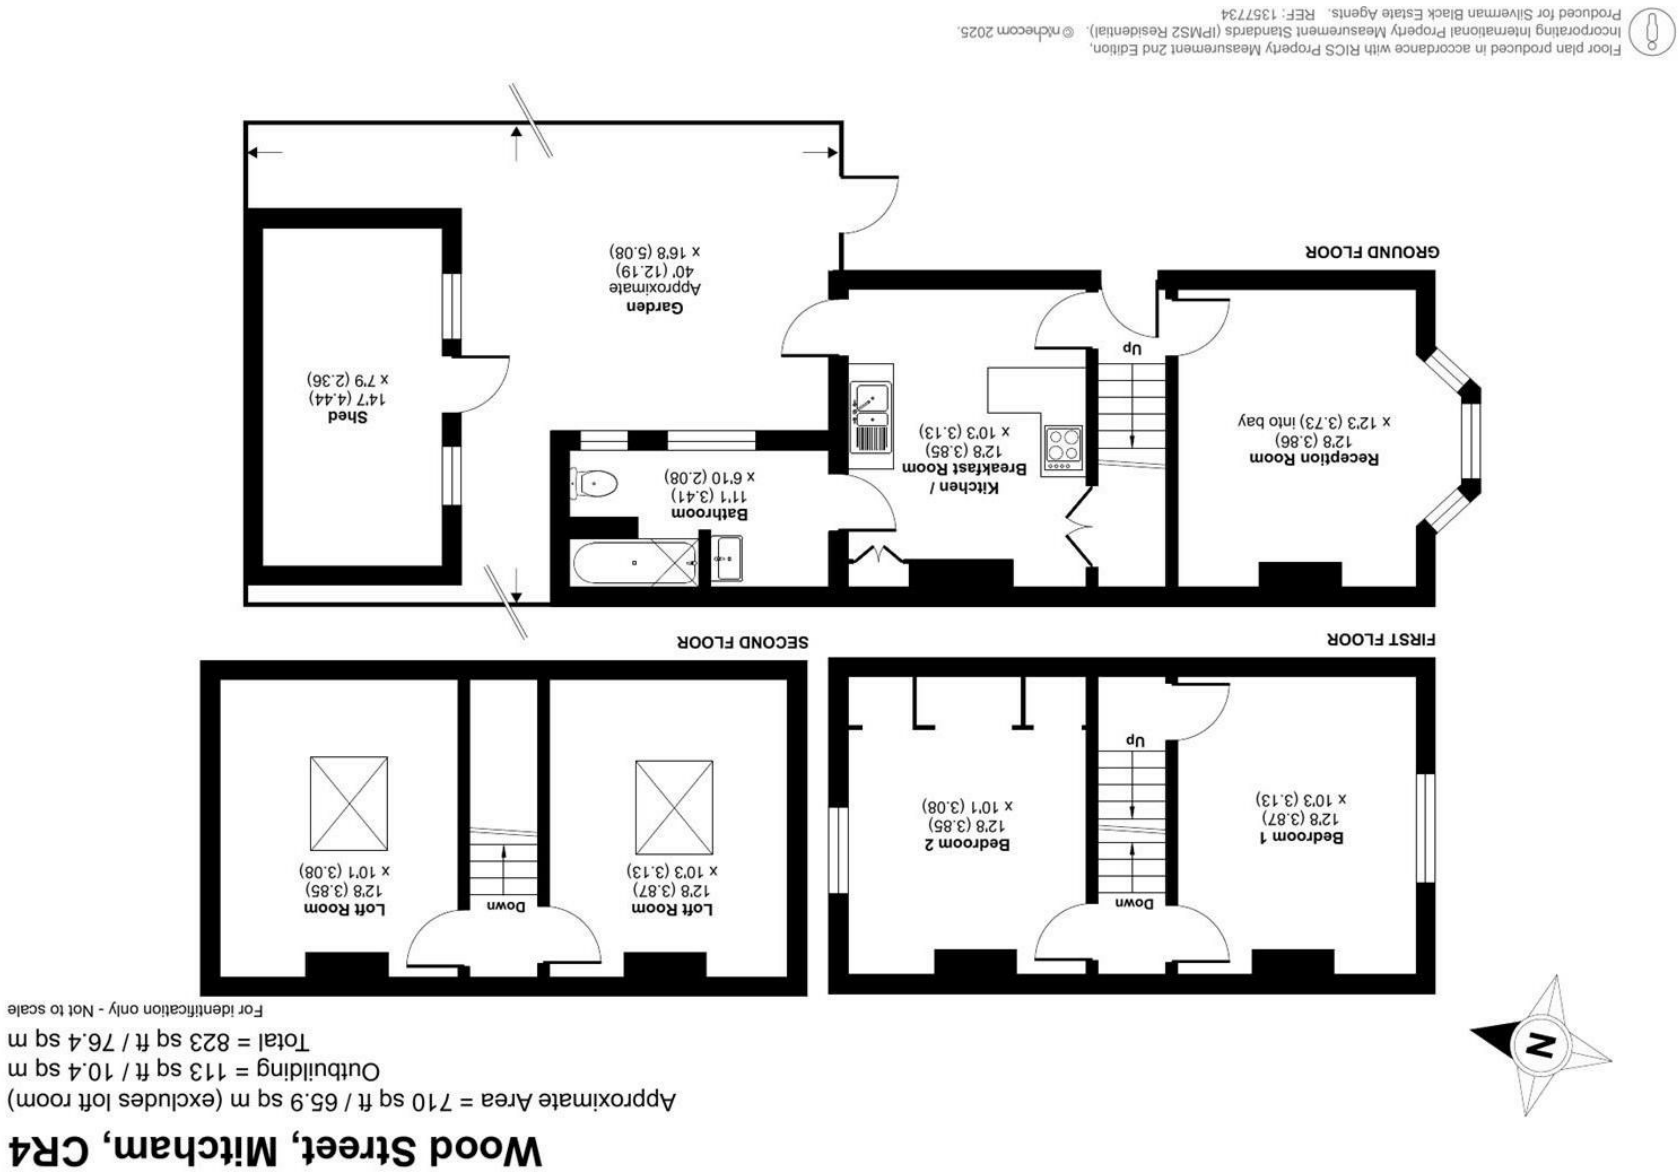 Wood Street, Mitcham, CR4
Approximate Area = 710 sq ft / 65.9 sq m (excludes loft room)
Outbuilding = 113 sq ft / 10.4 sq m
Total = 823 sq ft / 76.4 sq m
For identification only - Not to scale
N
Down
Bedroom 1
12'8 (3.87)
x 10'3 (3.13)
Up
Bedroom 2
12'8 (3.85)
x 10'1 (3.08)
FIRST FLOOR
Loft Room
12'8 (3.87)
x 10'3 (3.13)
Down
Loft Room
12'8 (3.85)
x 10'1 (3.08)
SECOND FLOOR
Reception Room
12'8 (3.86)
x 12'3 (3.73) into bay
Up
Kitchen /
Breakfast Room
12'8 (3.85)
x 10'3 (3.13)
Bathroom
11'1 (3.41)
x 6'10 (2.08)
Shed
14'7 (4.44)
x 7'9 (2.36)
Garden
Approximate
40' (12.19)
x 16'8 (5.08)
GROUND FLOOR
Floor plan produced in accordance with RICS Property Measurement 2nd Edition,
Incorporating International Property Measurement Standards (IPMS2 Residential). © nichecom 2025.
Produced for Silverman Black Estate Agents. REF: 1357734